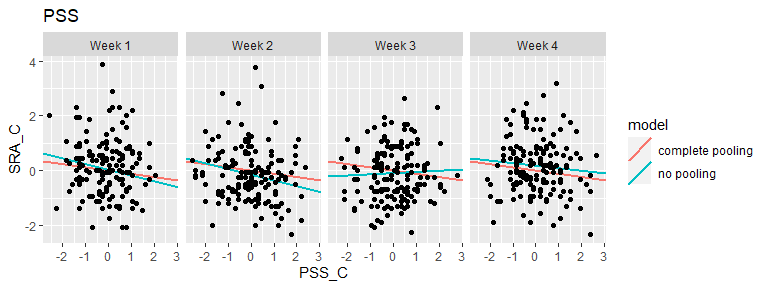 PSS
Week 1 Week 2 Week 3 Week 4
4
2
0
-2
SRA_C
-2 -1 0 1 2 3 -2 -1 0 1 2 3 -2 -1 0 1 2 3 -2 -1 0 1 2 3
PSS_C
model
complete pooling
no pooling